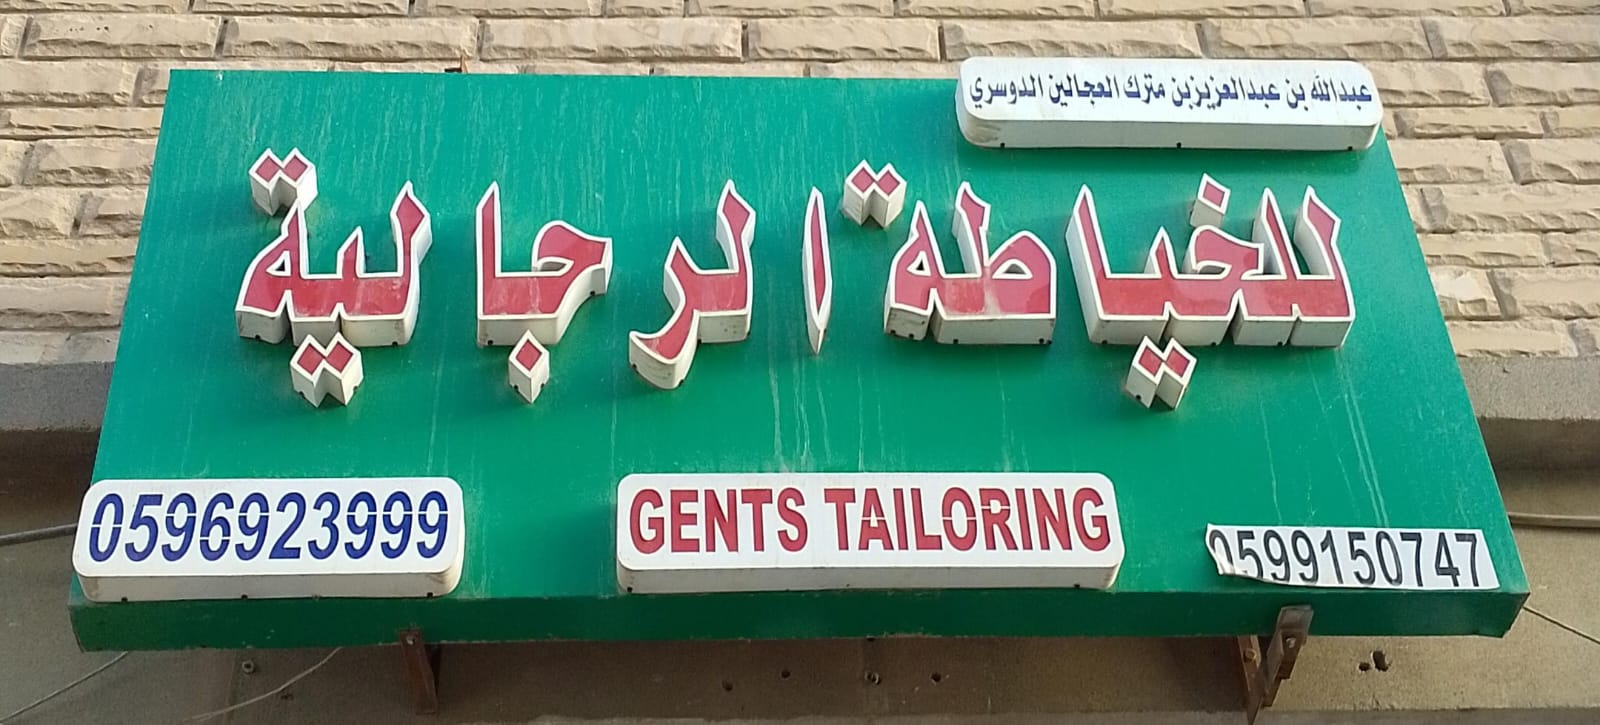 عبدالله بن عبدالعزيزبن مترك العجالين الدوسري
للخياطة الرجالية
0596923999
GENTS TAILORING
0599150747